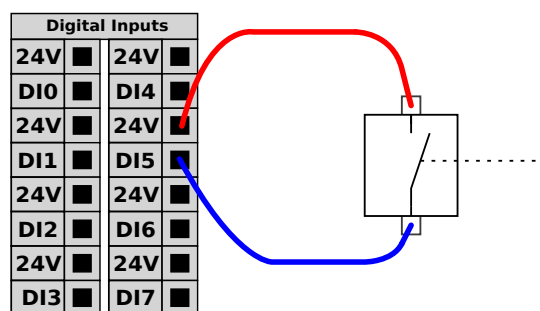 Digital Inputs
24V 24V
DI0 DI4
24V 24V
DI1 DI5
24V 24V
DI2 DI6
24V 24V
DI3 DI7